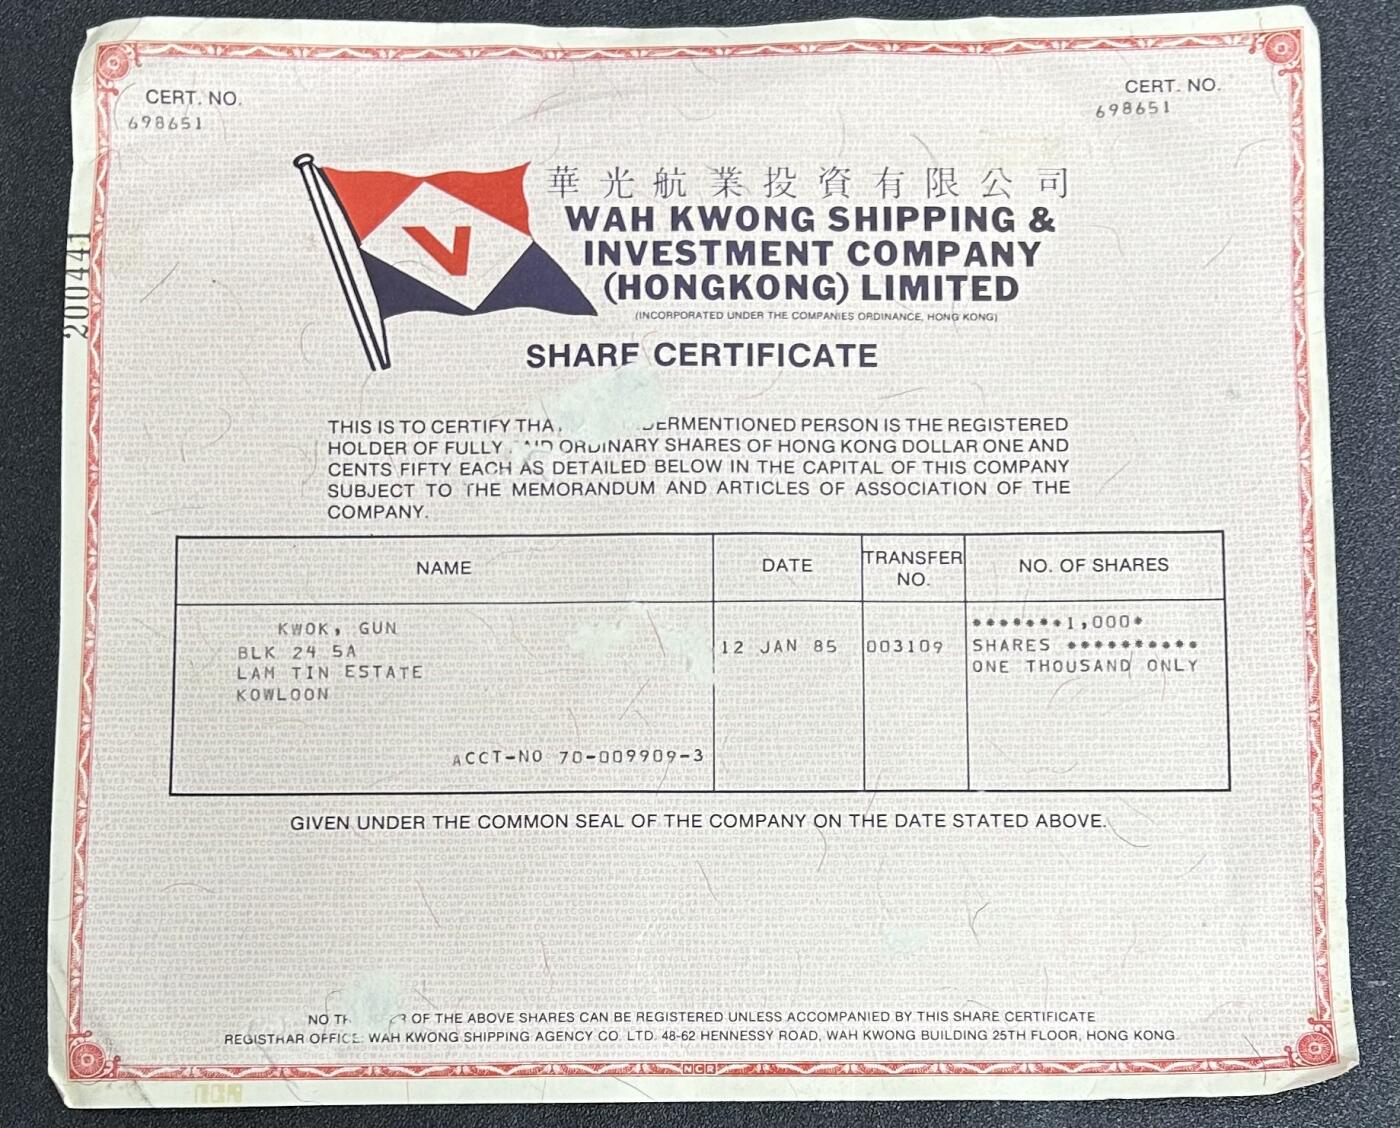 CERT. NO.
698651
CERT. NO.
698651
200441
V
華光航業投資有限公司
WAH KWONG SHIPPING &
INVESTMENT COMPANY
(HONGKONG) LIMITED
(INCORPORATED UNDER THE COMPANIES ORDINANCE, HONG KONG)
SHARE CERTIFICATE
THIS IS TO CERTIFY PERSON IS THE REGISTERED
HOLDER OF FULLY ORDINARY SHARES OF HONG KONG DOLLAR ONE AND
CENTS FIFTY EACH AS DETAILED BELOW IN THE CAPITAL OF THIS COMPANY
SUBJECT TO THE MEMORANDUM AND ARTICLES OF ASSOCIATION OF THE
COMPANY.
NAME DATE TRANSFER NO. NO. OF SHARES
KWOK, GUN
BLK 24 5A
LAM TIN ESTATE
KOWLOON
ACCT-NO 70-009909-3
12 JAN 85
003109
*******1,000*
SHARES **********
ONE THOUSAND ONLY
GIVEN UNDER THE COMMON SEAL OF THE COMPANY ON THE DATE STATED ABOVE.
NO OF THE ABOVE SHARES CAN BE REGISTERED UNLESS ACCOMPANIED BY THIS SHARE CERTIFICATE
REGISTRAR OFFICE: WAH KWONG SHIPPING AGENCY CO. LTD. 48-62 HENNESSY ROAD, WAH KWONG BUILDING 25TH FLOOR, HONG KONG.
NCR